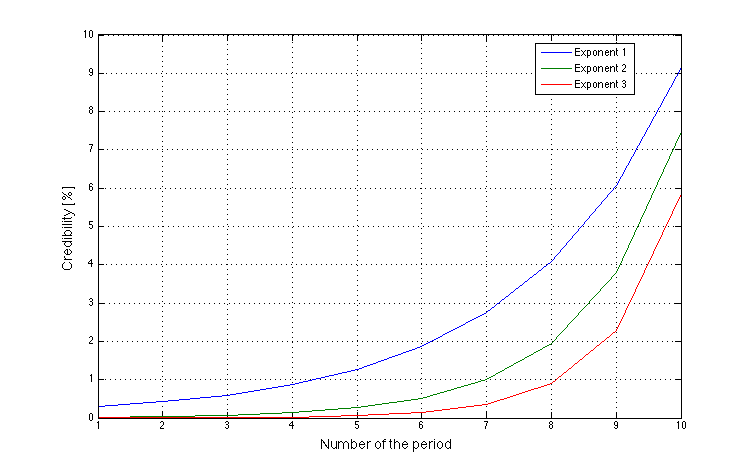 10
9
8
7
6
5
4
3
2
1
0
Credibility [%]
Exponent 1
Exponent 2
Exponent 3
1 2 3 4 5 6 7 8 9 10
Number of the period